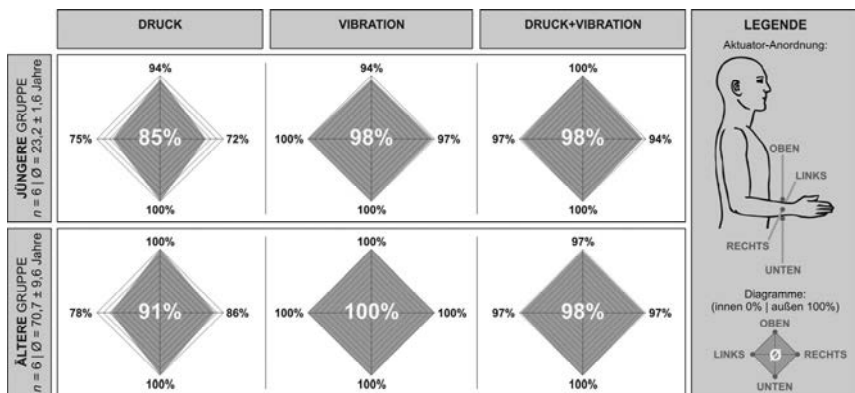 DRUCK
VIBRATION
DRUCK+VIBRATION
JÜNGERE GRUPPE
n = 6 | Ø = 23,2 ± 1,6 Jahre
94%
75%
85%
72%
100%
94%
100%
98%
97%
100%
100%
97%
98%
94%
100%
ÄLTERE GRUPPE
n = 6 | Ø = 70,7 ± 9,6 Jahre
100%
78%
91%
86%
100%
100%
100%
100%
100%
100%
97%
97%
98%
97%
100%
LEGENDE
Aktuator-Anordnung:
OBEN
LINKS
RECHTS
UNTEN
Diagramme:
(innen 0% | außen 100%)
OBEN
LINKS
Ø
RECHTS
UNTEN